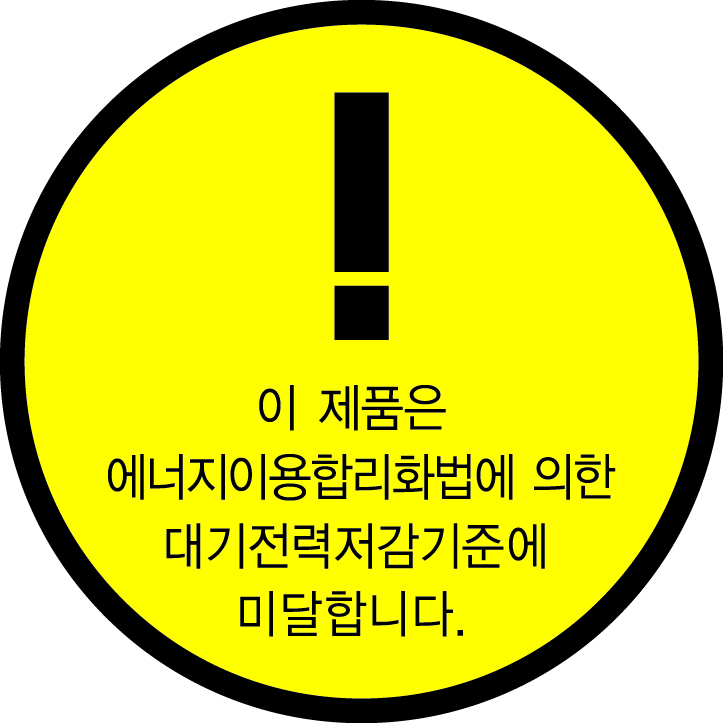 !
이 제품은
에너지이용합리화법에 의한
대기전력저감기준에
미달합니다.